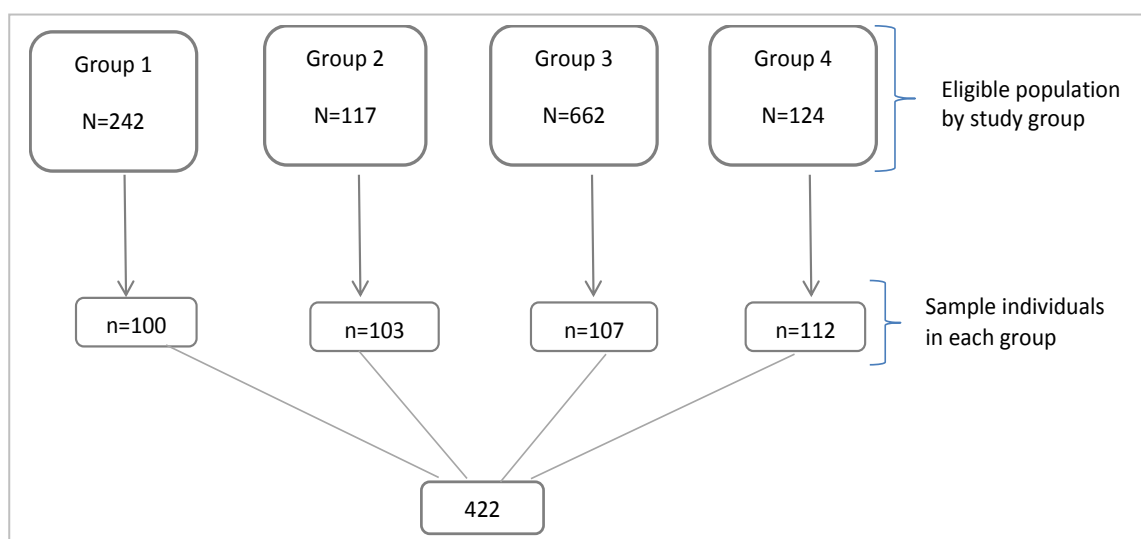 Group 1
N=242
Group 2
N=117
Group 3
N=662
Group 4
N=124
Eligible population
by study group
n=100
n=103
n=107
n=112
Sample individuals
in each group
422